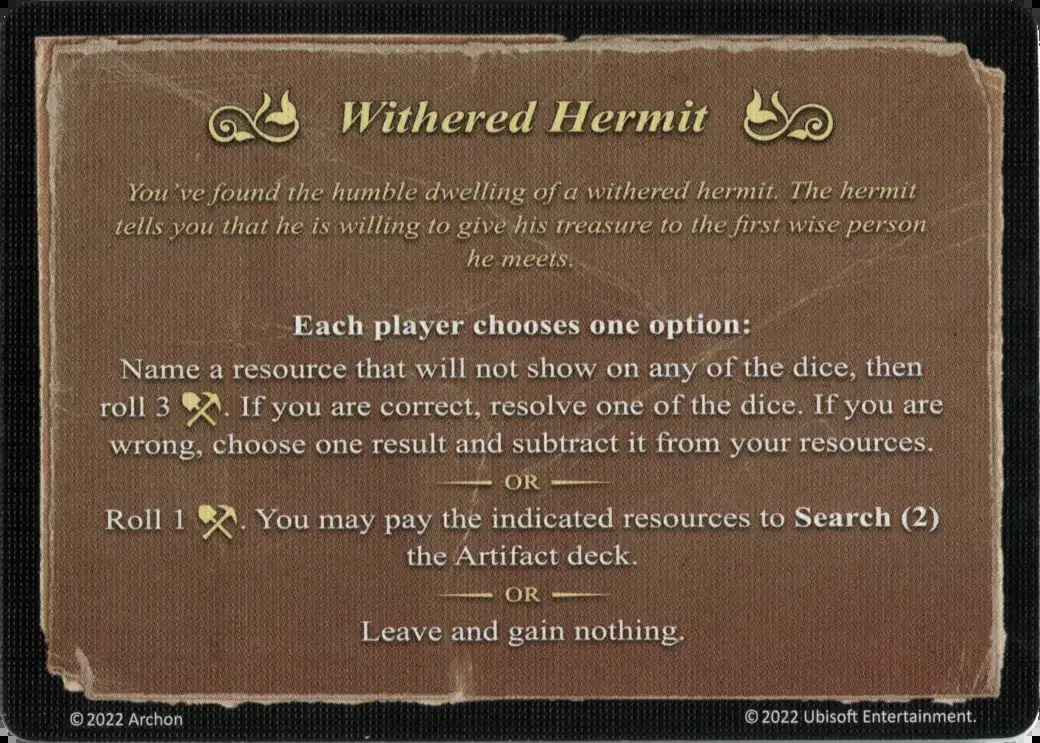 Withered Hermit
You've found the humble dwelling of a withered hermit. The hermit
tells you that he is willing to give his treasure to the first wise person
he meets.
Each player chooses one option:
Name a resource that will not show on any of the dice, then
roll 3 . If you are correct, resolve one of the dice. If you are
wrong, choose one result and subtract it from your resources.
OR
Roll 1 . You may pay the indicated resources to Search (2)
the Artifact deck.
OR
Leave and gain nothing.
© 2022 Archon
© 2022 Ubisoft Entertainment.